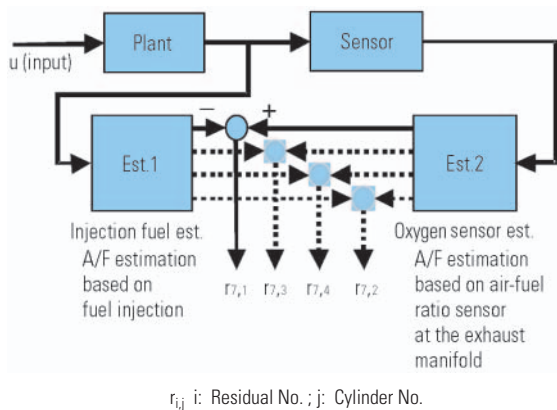 Plant
Sensor
u (input)
− +
Est.1
Est.2
Injection fuel est.
A/F estimation
based on
fuel injection
r7,1 r7,3 r7,4 r7,2
Oxygen sensor est.
A/F estimation
based on air-fuel
ratio sensor
at the exhaust
manifold
ri,j i: Residual No. ; j: Cylinder No.